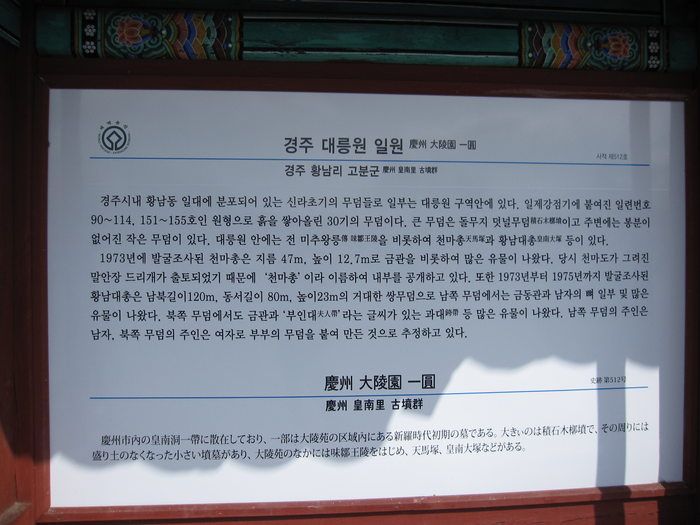 경주 대릉원 일원 慶州 大陵園 一圓
사적 제512호
경주 황남리 고분군 慶州 皇南里 古墳群
경주시내 황남동 일대에 분포되어 있는 신라초기의 무덤들로 일부는 대릉원 구역안에 있다. 일제강점기에 붙여진 일련번호
90~114, 151~155호인 원형으로 흙을 쌓아올린 30기의 무덤이다. 큰 무덤은 돌무지 덧널무덤積石木槨墳이고 주변에는 봉분이
없어진 작은 무덤이 있다. 대릉원 안에는 전 미추왕릉傳 味鄒王陵을 비롯하여 천마총天馬塚과 황남대총皇南大塚 등이 있다.
1973년에 발굴조사된 천마총은 지름 47m, 높이 12.7m로 금관을 비롯하여 많은 유물이 나왔다. 당시 천마도가 그려진
말안장 드리개가 출토되었기 때문에 ‘천마총’이라 이름하여 내부를 공개하고 있다. 또한 1973년부터 1975년까지 발굴조사된
황남대총은 남북길이120m, 동서길이 80m, 높이23m의 거대한 쌍무덤으로 남쪽 무덤에서는 금동관과 남자의 뼈 일부 및 많은
유물이 나왔다. 북쪽 무덤에서도 금관과 ‘부인대夫人帶’라는 글씨가 있는 과대銙帶 등 많은 유물이 나왔다. 남쪽 무덤의 주인은
남자, 북쪽 무덤의 주인은 여자로 부부의 무덤을 붙여 만든 것으로 추정하고 있다.
慶州 大陵園 一圓
史跡 第512号
慶州 皇南里 古墳群
慶州市內の皇南洞一帶に散在しており、一部は大陵苑の区域內にある新羅時代初期の墓である。大きいのは積石木槨墳で、その周りには
盛り土のなくなった小さい墳墓があり、大陵苑のなかには味鄒王陵をはじめ、天馬塚、皇南大塚などがある。